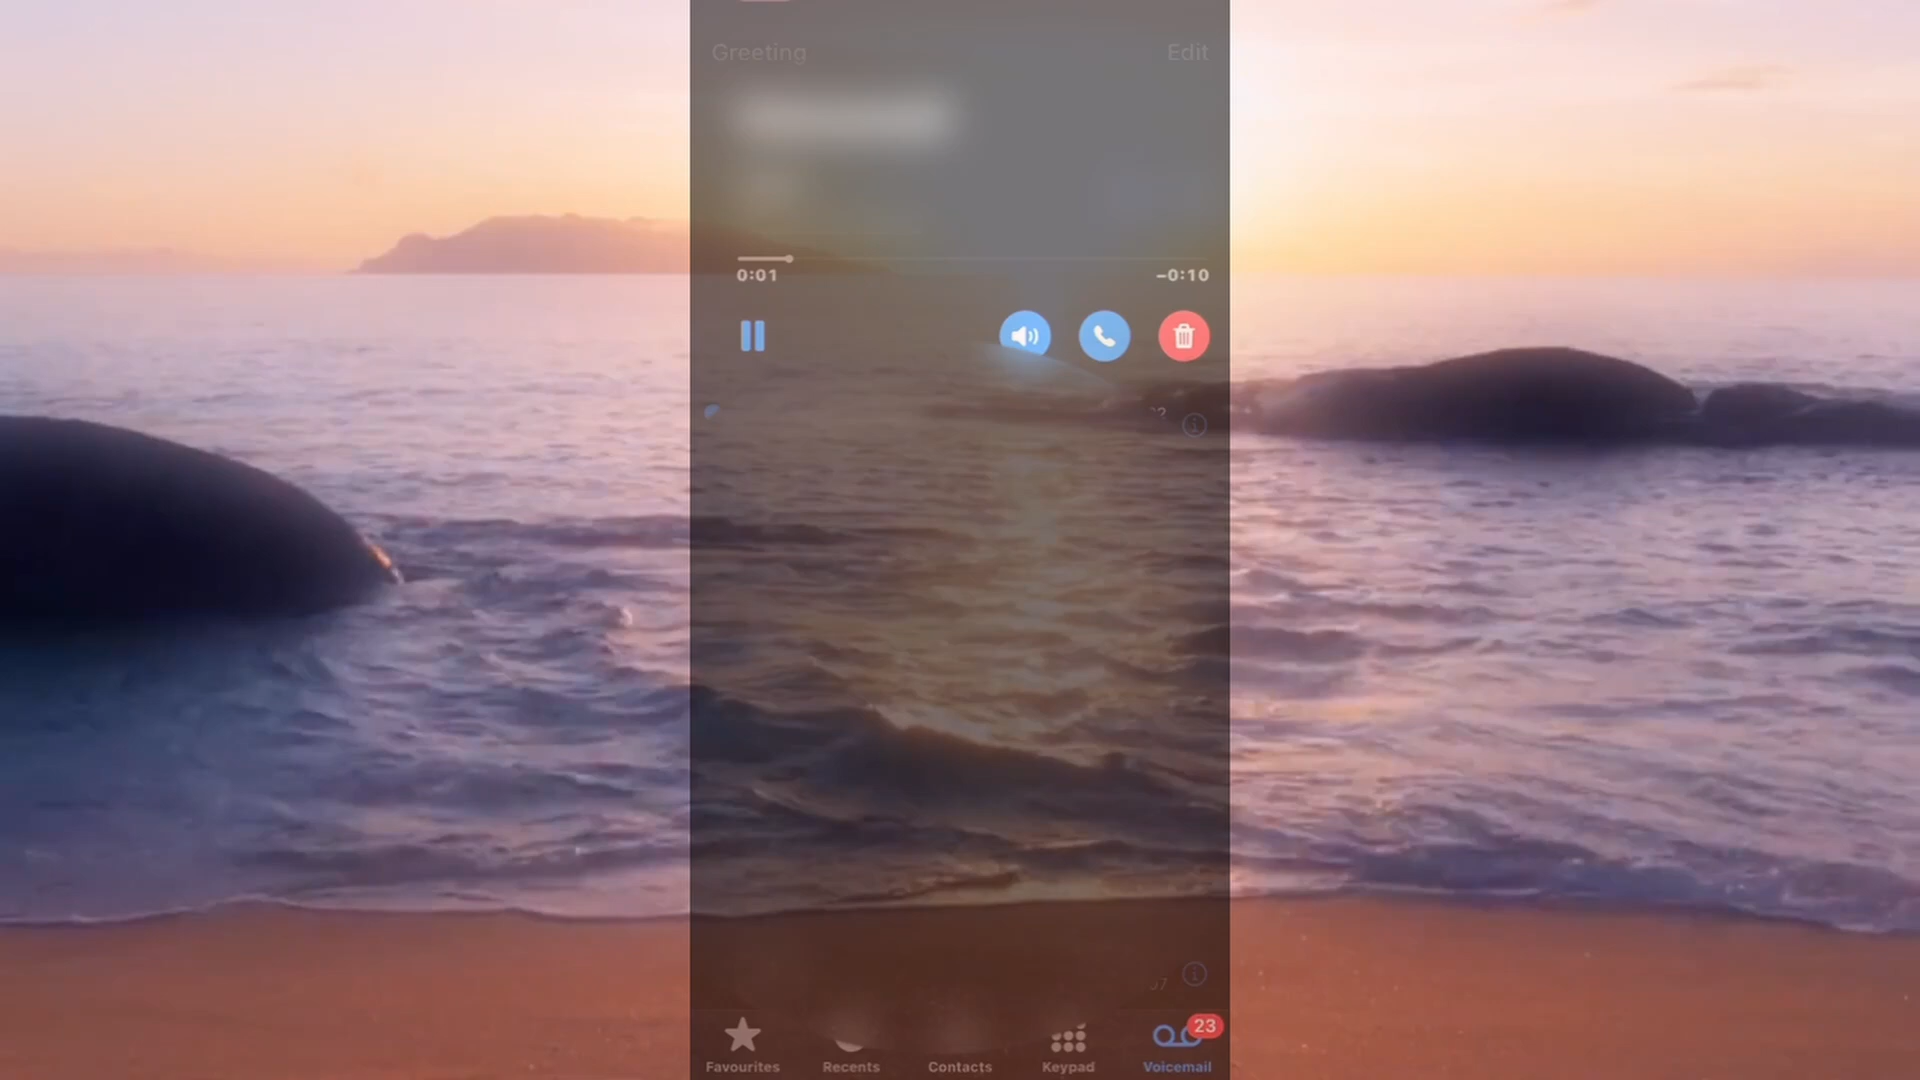 Greeting Edit
0:01 −0:10
Favourites Recents Contacts Keypad Voicemail
23